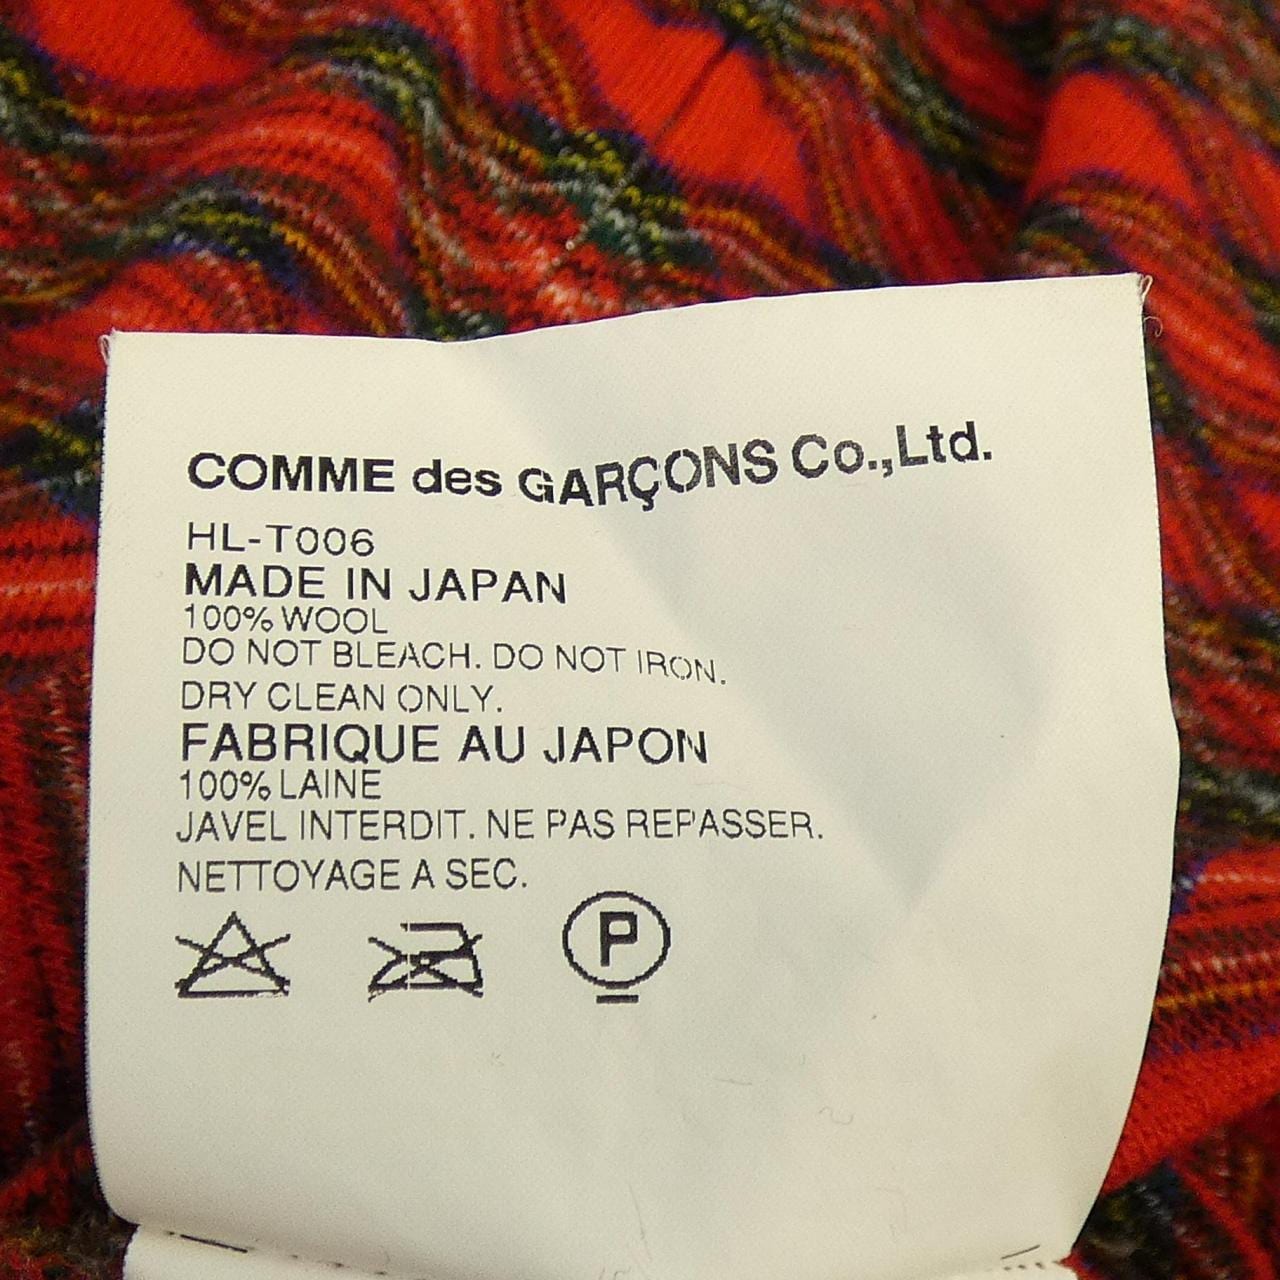 COMME des GARÇONS Co.,Ltd.
HL-T006
MADE IN JAPAN
100% WOOL
DO NOT BLEACH. DO NOT IRON.
DRY CLEAN ONLY.
FABRIQUE AU JAPON
100% LAINE
JAVEL INTERDIT. NE PAS REPASSER.
NETTOYAGE A SEC.
P